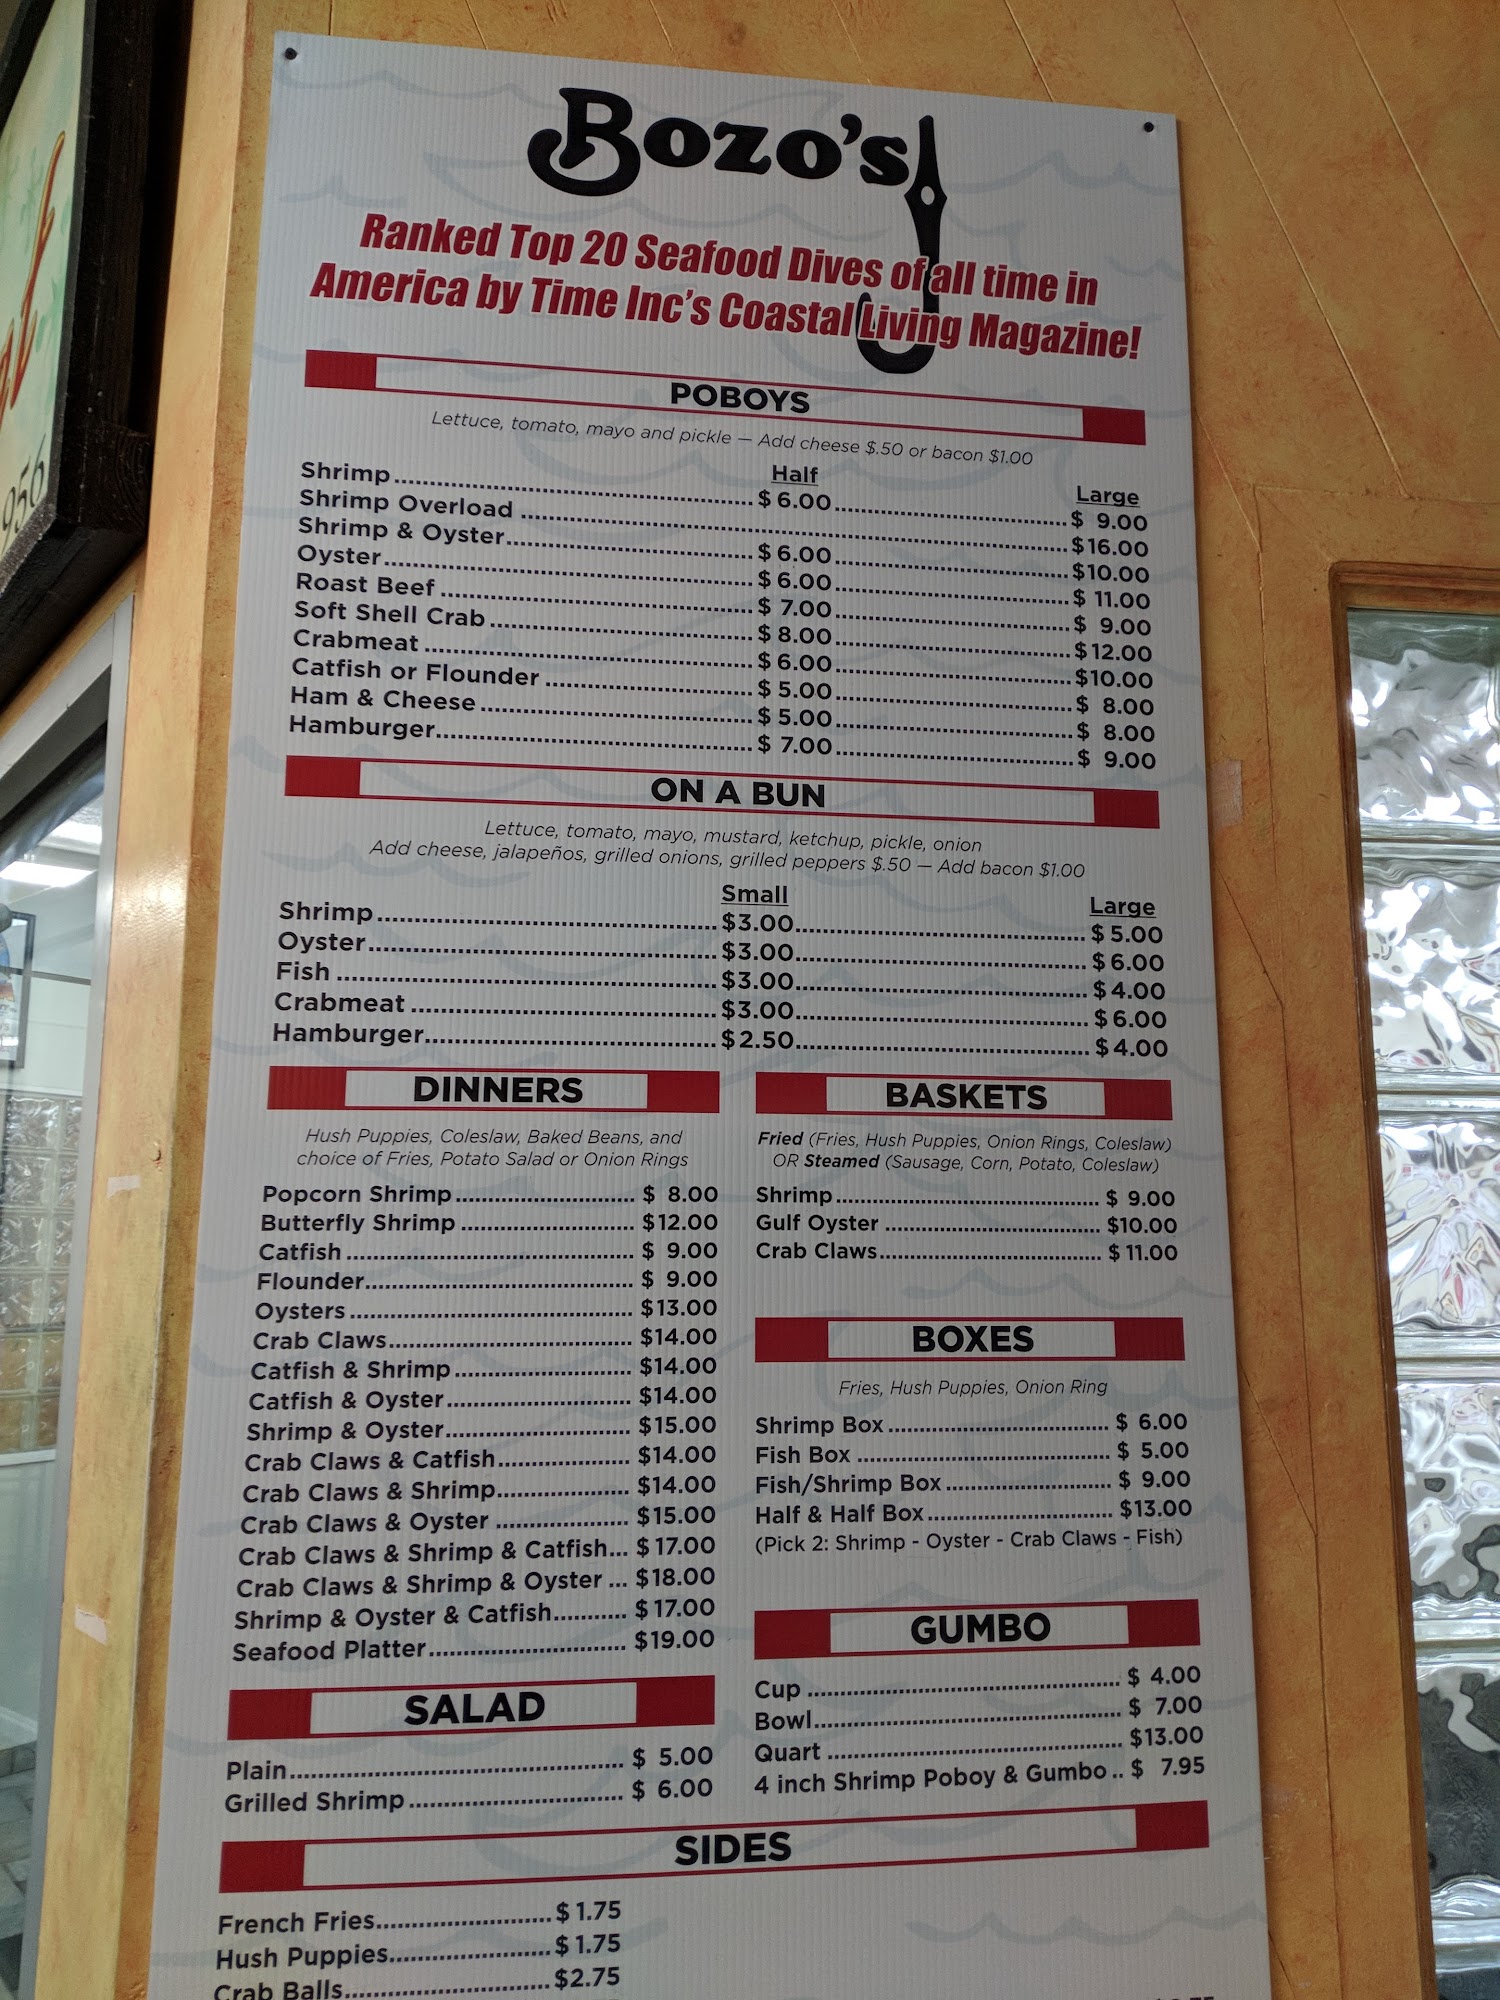 Bozo's
Ranked Top 20 Seafood Dives of all time in
America by Time Inc's Coastal Living Magazine!
POBOYS
Lettuce, tomato, mayo and pickle — Add cheese $.50 or bacon $1.00
Half Large
Shrimp $ 6.00 $ 9.00
Shrimp Overload $16.00
Shrimp & Oyster $ 6.00 $10.00
Oyster $ 6.00 $ 11.00
Roast Beef $ 7.00 $ 9.00
Soft Shell Crab $ 8.00 $12.00
Crabmeat $ 6.00 $10.00
Catfish or Flounder $ 5.00 $ 8.00
Ham & Cheese $ 5.00 $ 8.00
Hamburger $ 7.00 $ 9.00
ON A BUN
Lettuce, tomato, mayo, mustard, ketchup, pickle, onion
Add cheese, jalapeños, grilled onions, grilled peppers $.50 — Add bacon $1.00
Small Large
Shrimp $3.00 $ 5.00
Oyster $3.00 $ 6.00
Fish $3.00 $ 4.00
Crabmeat $3.00 $ 6.00
Hamburger $ 2.50 $ 4.00
DINNERS
Hush Puppies, Coleslaw, Baked Beans, and
choice of Fries, Potato Salad or Onion Rings
Popcorn Shrimp $ 8.00
Butterfly Shrimp $12.00
Catfish $ 9.00
Flounder $ 9.00
Oysters $13.00
Crab Claws $14.00
Catfish & Shrimp $14.00
Catfish & Oyster $14.00
Shrimp & Oyster $15.00
Crab Claws & Catfish $14.00
Crab Claws & Shrimp $14.00
Crab Claws & Oyster $15.00
Crab Claws & Shrimp & Catfish... $ 17.00
Crab Claws & Shrimp & Oyster ... $18.00
Shrimp & Oyster & Catfish $17.00
Seafood Platter $19.00
SALAD
Plain $ 5.00
Grilled Shrimp $ 6.00
BASKETS
Fried (Fries, Hush Puppies, Onion Rings, Coleslaw)
OR Steamed (Sausage, Corn, Potato, Coleslaw)
Shrimp $ 9.00
Gulf Oyster $10.00
Crab Claws $ 11.00
BOXES
Fries, Hush Puppies, Onion Ring
Shrimp Box $ 6.00
Fish Box $ 5.00
Fish/Shrimp Box $ 9.00
Half & Half Box $13.00
(Pick 2: Shrimp - Oyster - Crab Claws - Fish)
GUMBO
Cup $ 4.00
Bowl $ 7.00
Quart $13.00
4 inch Shrimp Poboy & Gumbo .. $ 7.95
SIDES
French Fries $ 1.75
Hush Puppies $ 1.75
Crab Balls $2.75
956